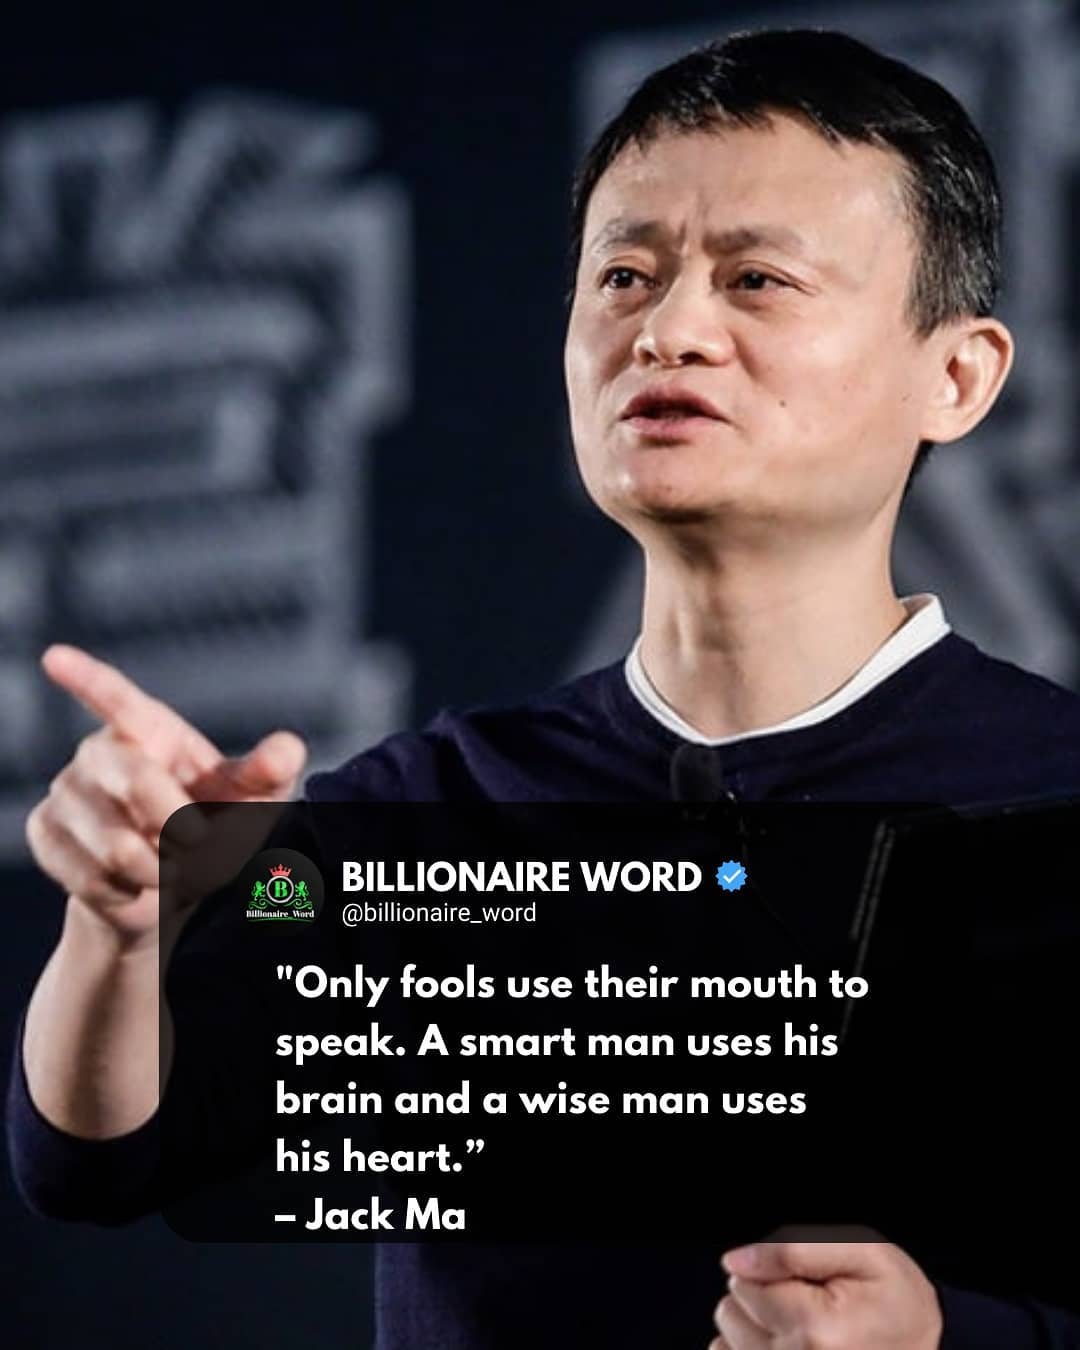 BILLIONAIRE WORD
@billionaire_word
B
Billionaire_Word
"Only fools use their mouth to
speak. A smart man uses his
brain and a wise man uses
his heart.”
– Jack Ma